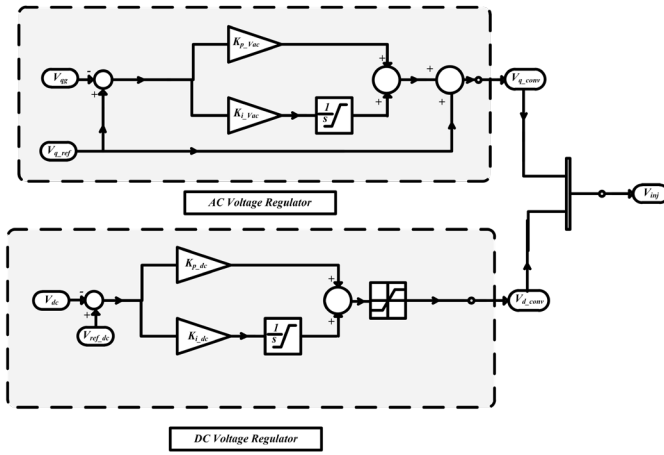 K_p_Vac
V_qg
-
+
+
+
+
+
V_q_conv
K_i_Vac
1/s
V_q_ref
AC Voltage Regulator
V_inj
K_p_dc
V_dc
-
+
+
+
V_d_conv
V_ref_dc
K_i_dc
1/s
DC Voltage Regulator